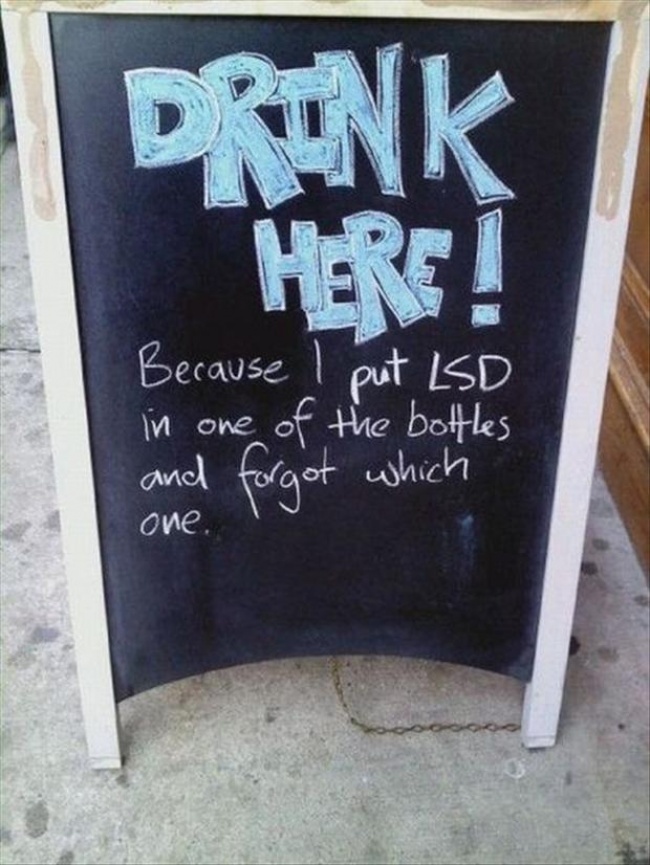 DRINK
HERE!
Because I put LSD
in one of the bottles
and forgot which
one.